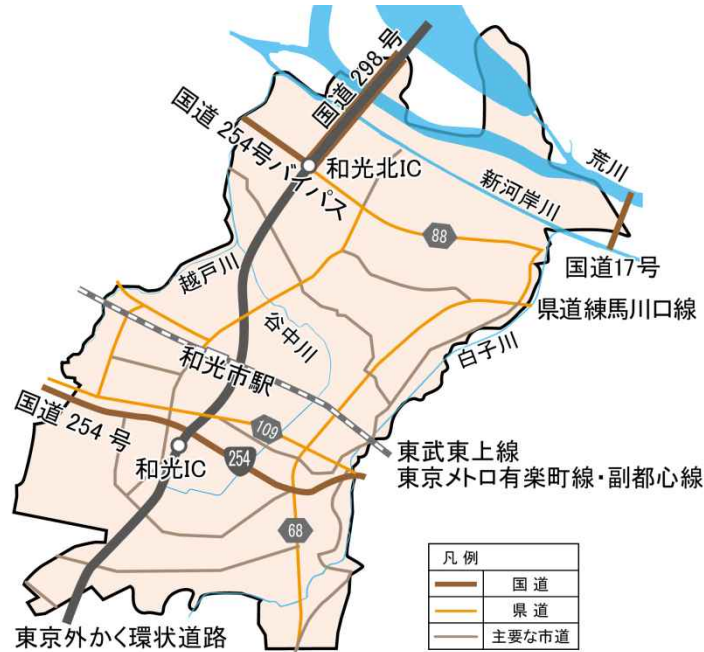 国道 298 号
国道 254号バイパス
和光北IC
荒川
新河岸川
88
国道17号
越戸川
県道練馬川口線
谷中川
白子川
和光市駅
国道 254 号
109
和光IC
254
東武東上線
東京メトロ有楽町線・副都心線
68
凡 例
国 道
県 道
主要な市道
東京外かく環状道路